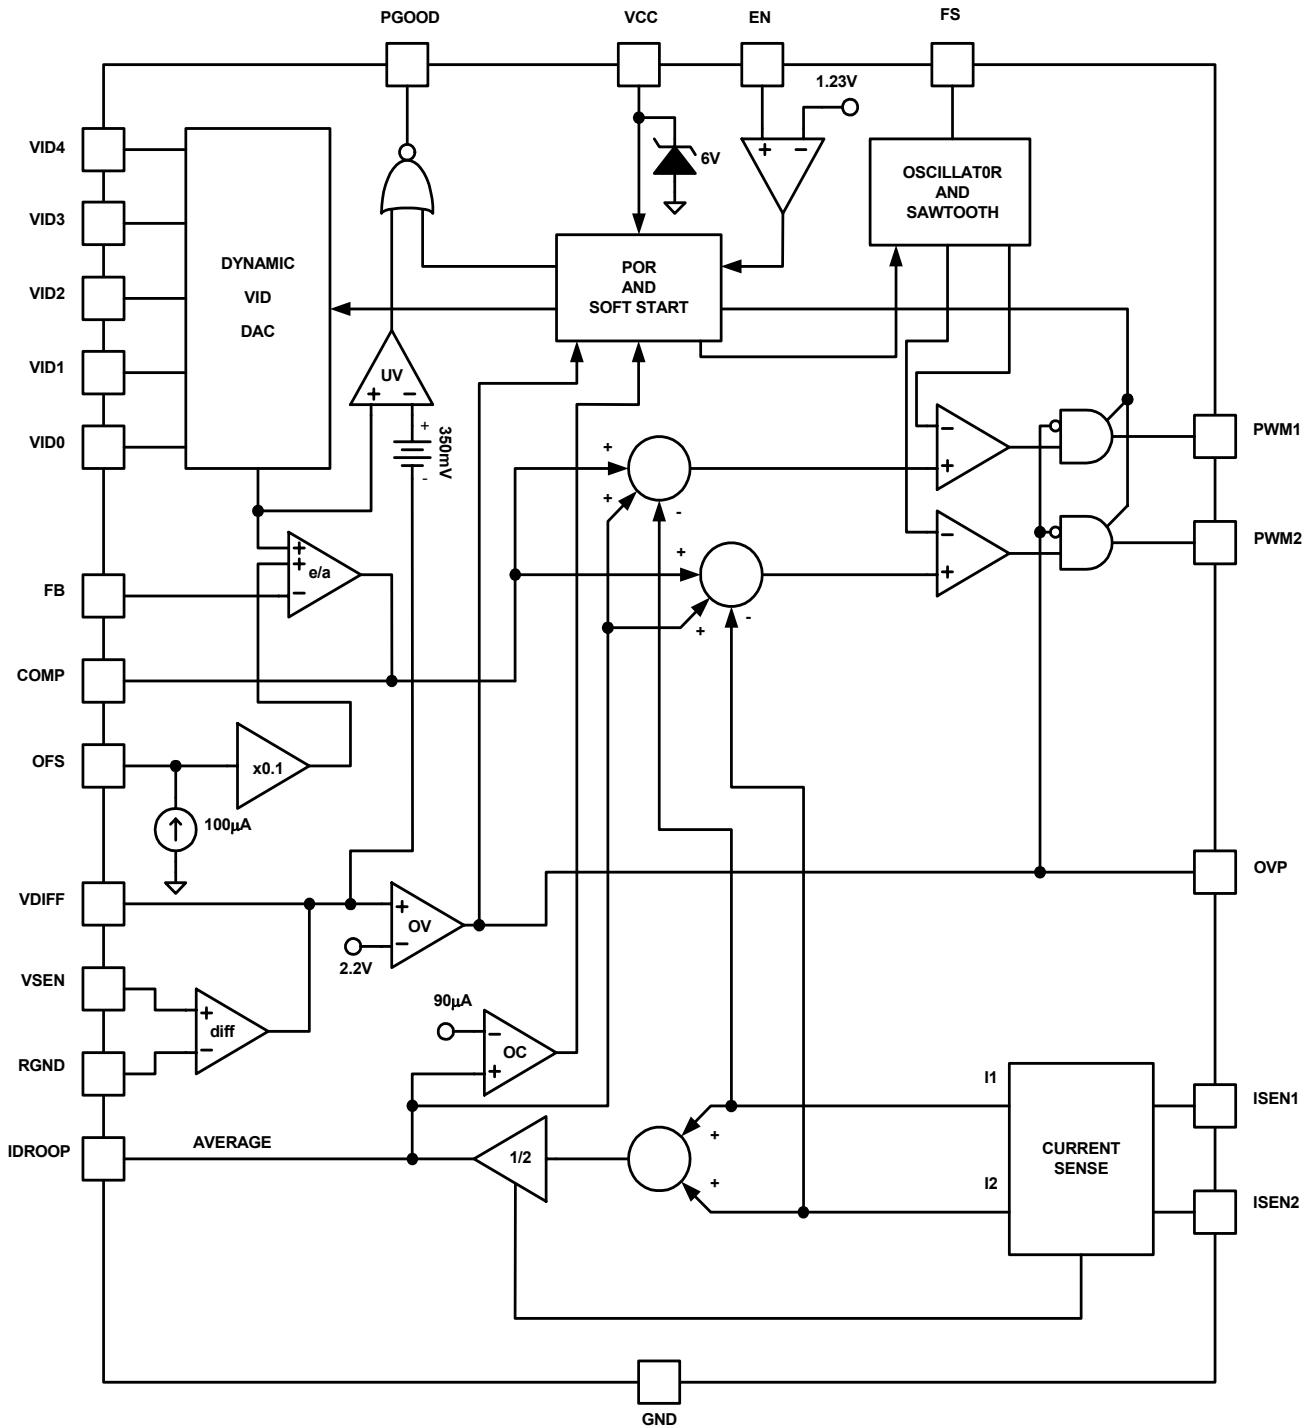 PGOOD
VCC
EN
FS
1.23V
VID4
VID3
VID2
VID1
VID0
DYNAMIC
VID
DAC
6V
+ −
OSCILLAT0R
AND
SAWTOOTH
POR
AND
SOFT START
UV
+ −
+
350mV
-
+
+
-
−
+
PWM1
+
+
-
−
+
PWM2
+
+
e/a
−
FB
COMP
OFS
x0.1
100µA
VDIFF
+
OV
−
2.2V
OVP
VSEN
+
diff
−
RGND
90µA
−
OC
+
IDROOP
AVERAGE
1/2
+
+
I1
I2
CURRENT
SENSE
ISEN1
ISEN2
GND